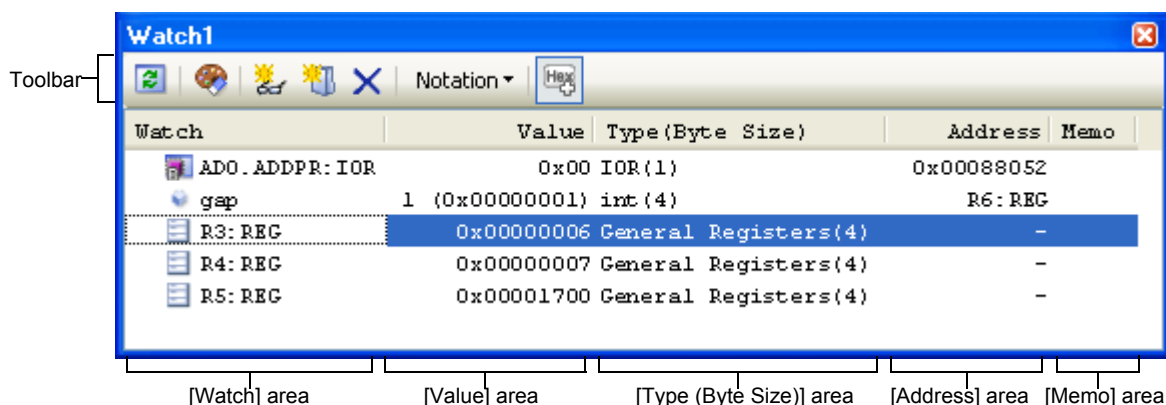 Watch1
Toolbar
Notation
Hex
Watch Value Type(Byte Size) Address Memo
AD0.ADDPR:IOR 0x00 IOR(1) 0x00088052
gap 1 (0x00000001) int(4) R6:REG
R3:REG 0x00000006 General Registers(4) -
R4:REG 0x00000007 General Registers(4) -
R5:REG 0x00001700 General Registers(4) -
[Watch] area [Value] area [Type (Byte Size)] area [Address] area [Memo] area